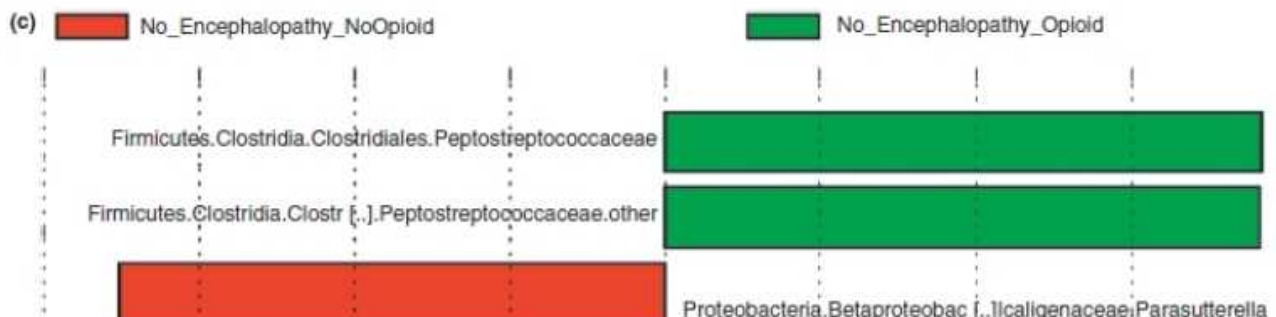 (c) No_Encephalopathy_NoOpioid No_Encephalopathy_Opioid
Firmicutes.Clostridia.Clostridiales.Peptostreptococcaceae
Firmicutes.Clostridia.Clostr [..].Peptostreptococcaceae.other
Proteobacteria.Betaproteobac [..]lcaligenaceae.Parasutterella